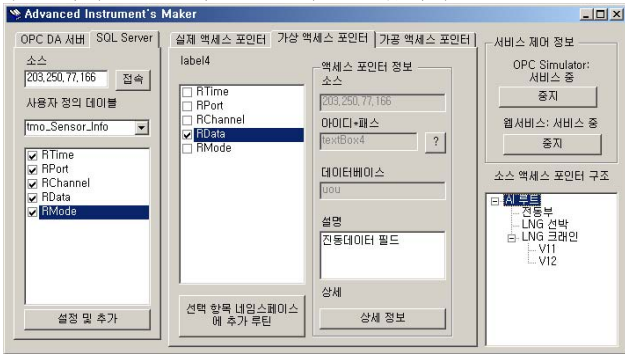 Advanced Instrument's Maker
OPC DA 서버
SQL Server
소스
203,250,77,166
접속
사용자 정의 데이블
tmo_Sensor_Info
RTime
RPort
RChannel
RData
RMode
설정 및 추가
실제 액세스 포인터
가상 액세스 포인터
가공 액세스 포인터
label4
RTime
RPort
RChannel
RData
RMode
선택 항목 네임스페이스
에 추가 루틴
액세스 포인터 정보
소스
203,250,77,166
아이디+패스
textBox4
?
데이터베이스
uou
설명
진동데이터 필드
상세
상세 정보
서비스 제어 정보
OPC Simulator:
서비스 중
중지
웹서비스: 서비스 중
중지
소스 액세스 포인터 구조
AI 루트
전동부
LNG 선박
LNG 크래인
V11
V12